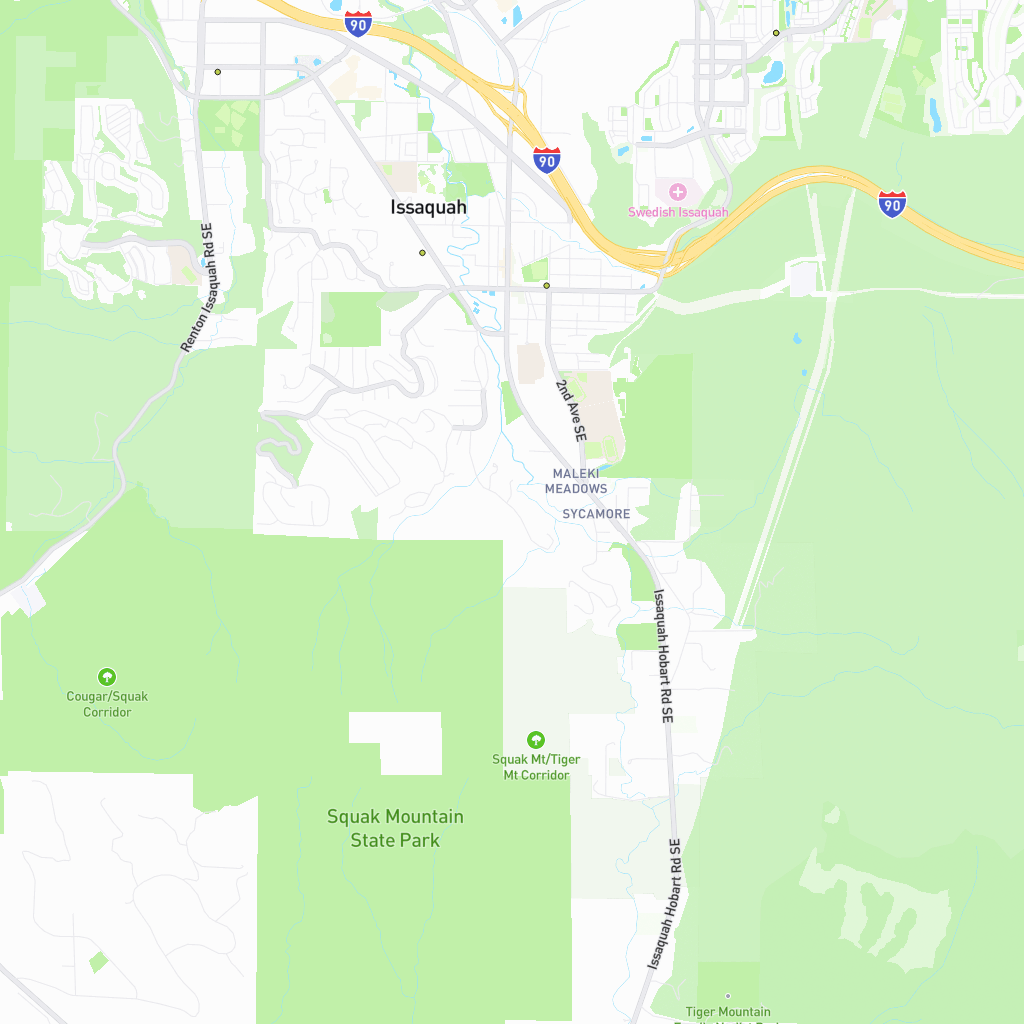 90
90
Swedish Issaquah
90
Issaquah
Renton Issaquah Rd SE
2nd Ave SE
MALEKI
MEADOWS
SYCAMORE
Issaquah Hobart Rd SE
Cougar/Squak
Corridor
Squak Mt/Tiger
Mt Corridor
Squak Mountain
State Park
Issaquah Hobart Rd SE
Tiger Mountain